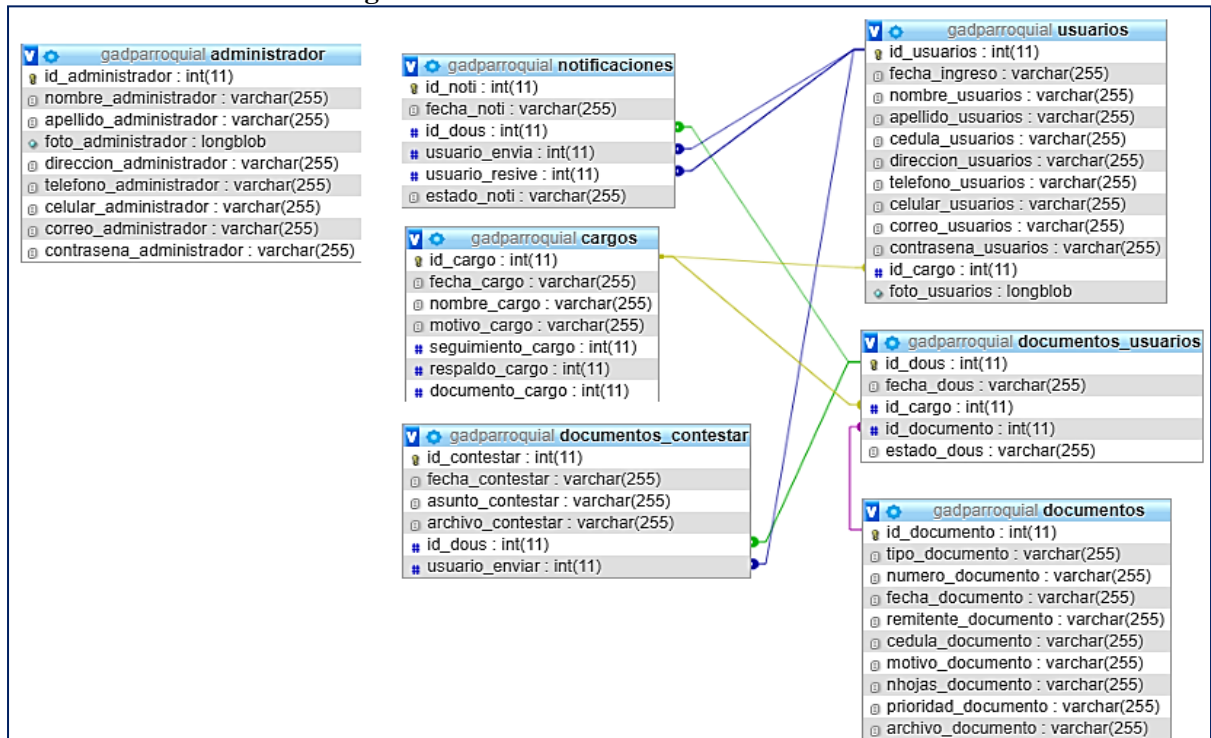 gadparroquial administrador
id_administrador : int(11)
nombre_administrador : varchar(255)
apellido_administrador : varchar(255)
foto_administrador : longblob
direccion_administrador : varchar(255)
telefono_administrador : varchar(255)
celular_administrador : varchar(255)
correo_administrador : varchar(255)
contrasena_administrador : varchar(255)
gadparroquial notificaciones
id_noti : int(11)
fecha_noti : varchar(255)
id_dous : int(11)
usuario_envia : int(11)
usuario_resive : int(11)
estado_noti : varchar(255)
gadparroquial cargos
id_cargo : int(11)
fecha_cargo : varchar(255)
nombre_cargo : varchar(255)
motivo_cargo : varchar(255)
seguimiento_cargo : int(11)
respaldo_cargo : int(11)
documento_cargo : int(11)
gadparroquial documentos_contestar
id_contestar : int(11)
fecha_contestar : varchar(255)
asunto_contestar : varchar(255)
archivo_contestar : varchar(255)
id_dous : int(11)
usuario_enviar : int(11)
gadparroquial usuarios
id_usuarios : int(11)
fecha_ingreso : varchar(255)
nombre_usuarios : varchar(255)
apellido_usuarios : varchar(255)
cedula_usuarios : varchar(255)
direccion_usuarios : varchar(255)
telefono_usuarios : varchar(255)
celular_usuarios : varchar(255)
correo_usuarios : varchar(255)
contrasena_usuarios : varchar(255)
id_cargo : int(11)
foto_usuarios : longblob
gadparroquial documentos_usuarios
id_dous : int(11)
fecha_dous : varchar(255)
id_cargo : int(11)
id_documento : int(11)
estado_dous : varchar(255)
gadparroquial documentos
id_documento : int(11)
tipo_documento : varchar(255)
numero_documento : varchar(255)
fecha_documento : varchar(255)
remitente_documento : varchar(255)
cedula_documento : varchar(255)
motivo_documento : varchar(255)
nhojas_documento : varchar(255)
prioridad_documento : varchar(255)
archivo_documento : varchar(255)